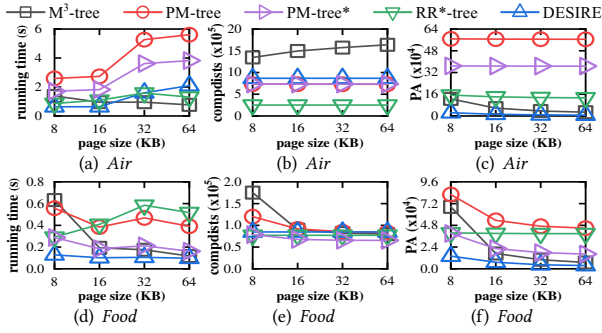 M³-tree PM-tree PM-tree* RR*-tree DESIRE
running time (s)
6
4
2
0
8 16 32 64
page size (KB)
(a) Air
compdists (x10⁵)
20
15
10
5
0
8 16 32 64
page size (KB)
(b) Air
PA (x10⁴)
64
48
32
16
0
8 16 32 64
page size (KB)
(c) Air
running time (s)
0.8
0.6
0.4
0.2
0.0
8 16 32 64
page size (KB)
(d) Food
compdists (x10⁵)
2.0
1.5
1.0
0.5
0.0
8 16 32 64
page size (KB)
(e) Food
PA (x10⁴)
9.6
7.2
4.8
2.4
0.0
8 16 32 64
page size (KB)
(f) Food